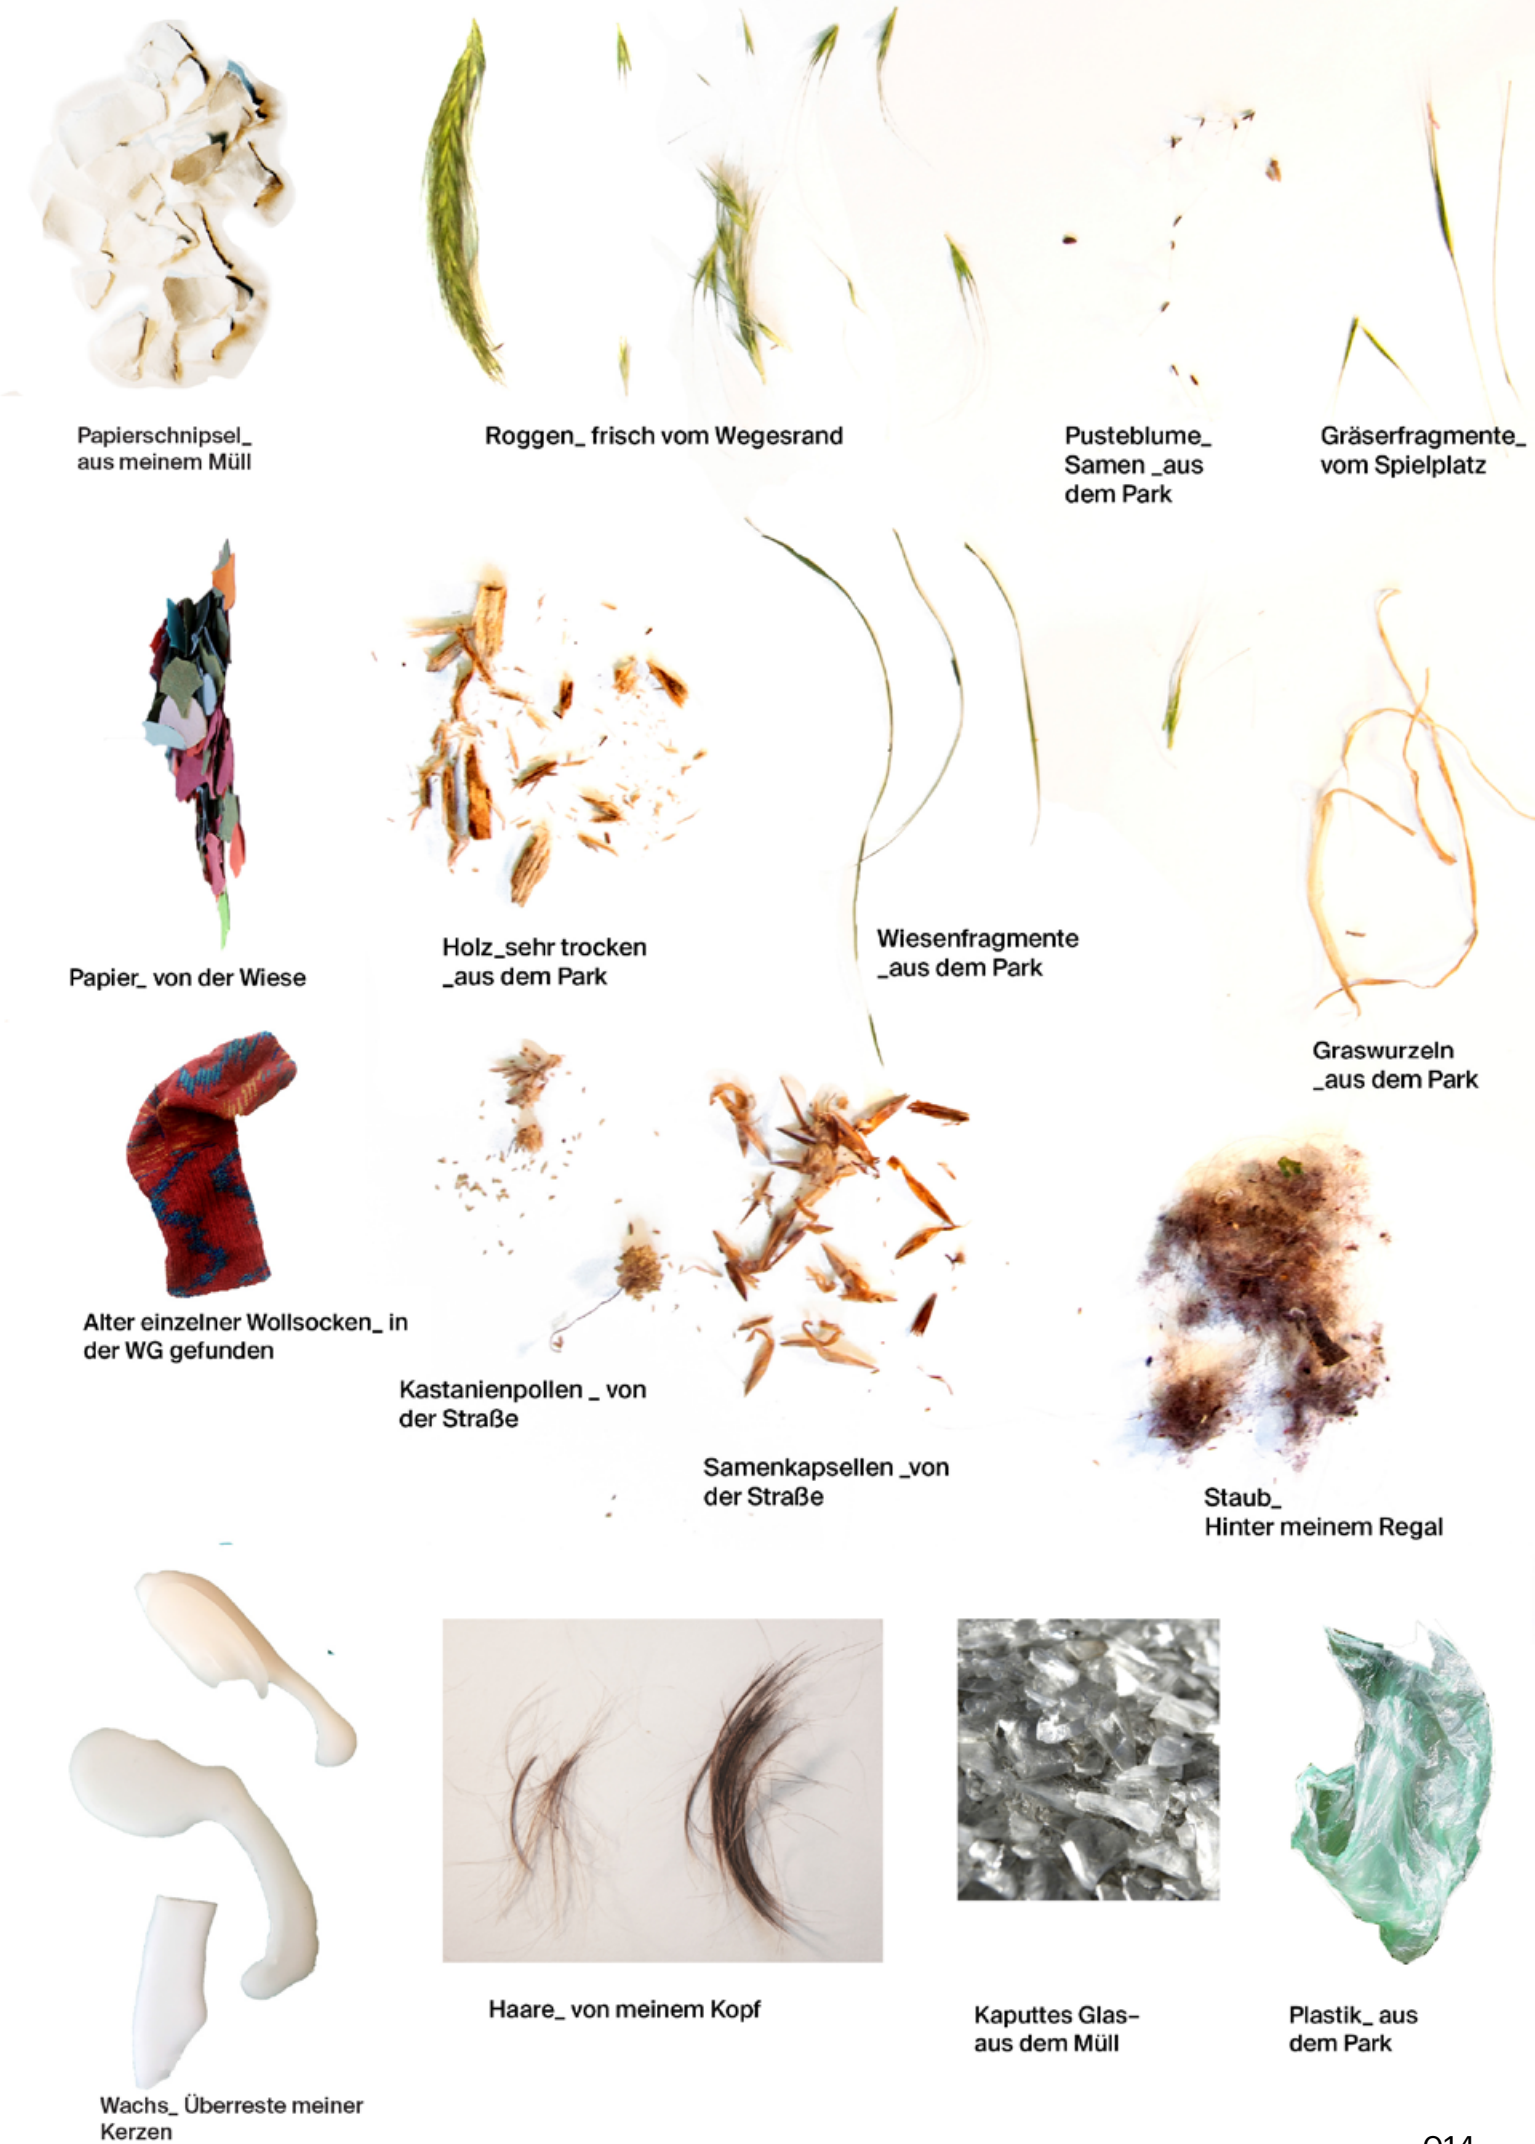 Papierschnipsel_
aus meinem Müll
Roggen_ frisch vom Wegesrand
Pusteblume_
Samen _aus
dem Park
Gräserfragmente_
vom Spielplatz
Papier_ von der Wiese
Holz_sehr trocken
_aus dem Park
Wiesenfragmente
_aus dem Park
Graswurzeln
_aus dem Park
Alter einzelner Wollsocken_ in
der WG gefunden
Kastanienpollen _ von
der Straße
Samenkapsellen _von
der Straße
Staub_
Hinter meinem Regal
Wachs_ Überreste meiner
Kerzen
Haare_ von meinem Kopf
Kaputtes Glas–
aus dem Müll
Plastik_ aus
dem Park
014